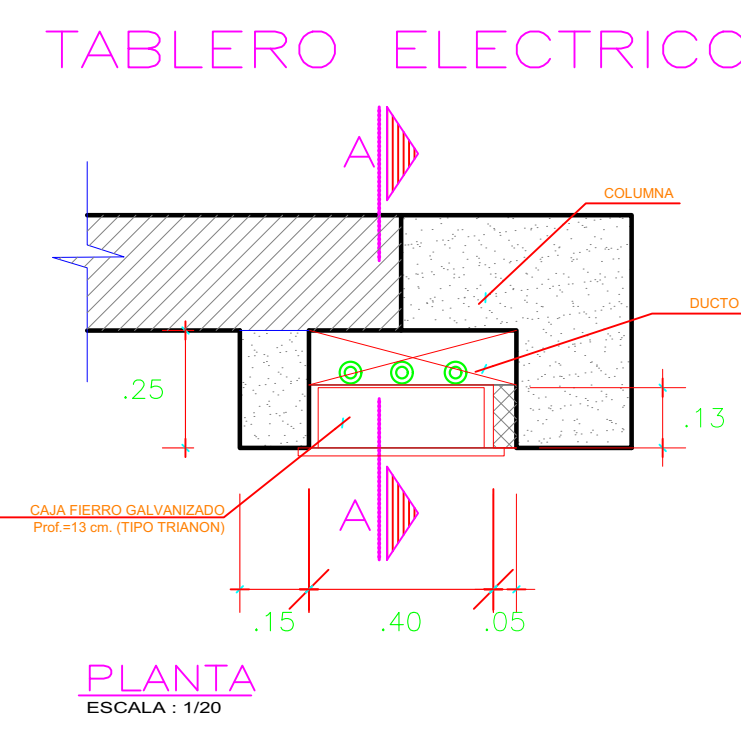 TABLERO ELECTRICO
A
COLUMNA
DUCTO
.25
.13
CAJA FIERRO GALVANIZADO
Prof.=13 cm. (TIPO TRIANON)
A
.15 .40 .05
PLANTA
ESCALA : 1/20